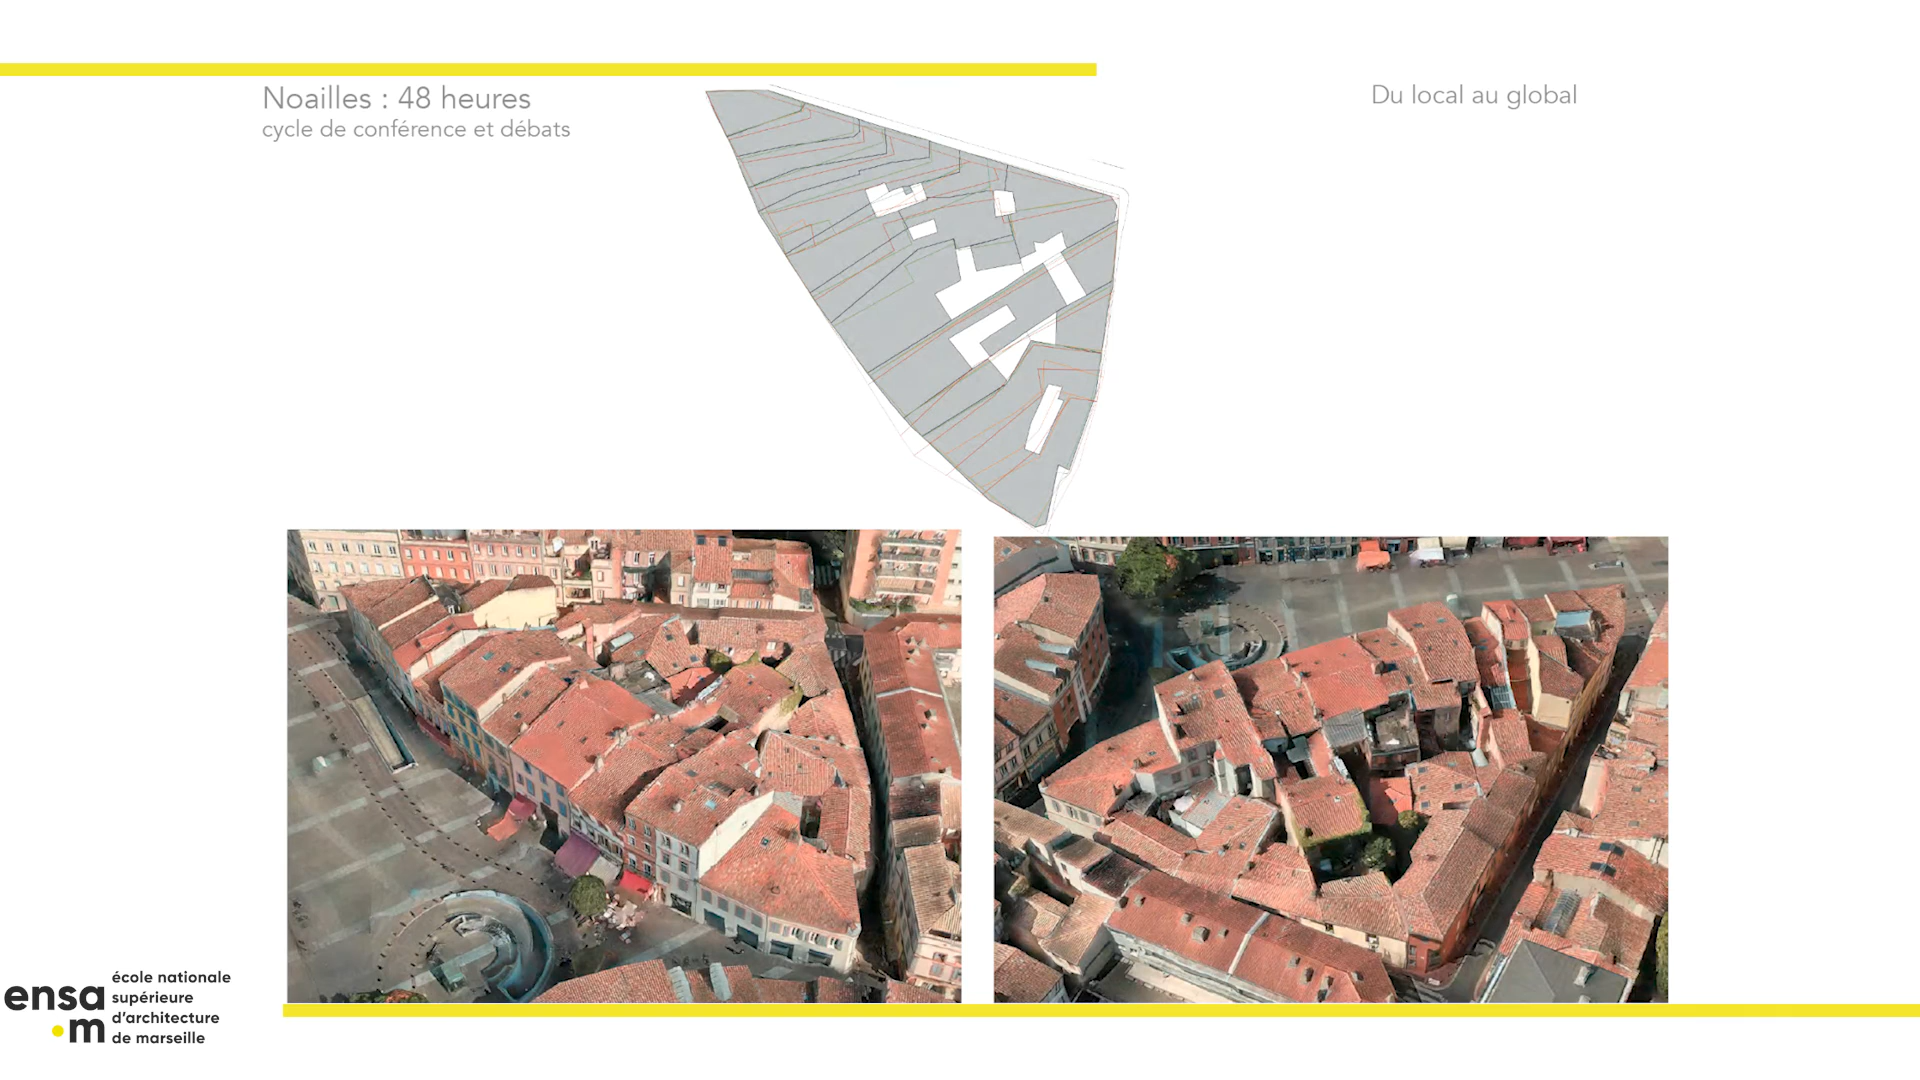 Noailles : 48 heures
cycle de conférence et débats
Du local au global
ensa
•m
école nationale
supérieure
d'architecture
de marseille